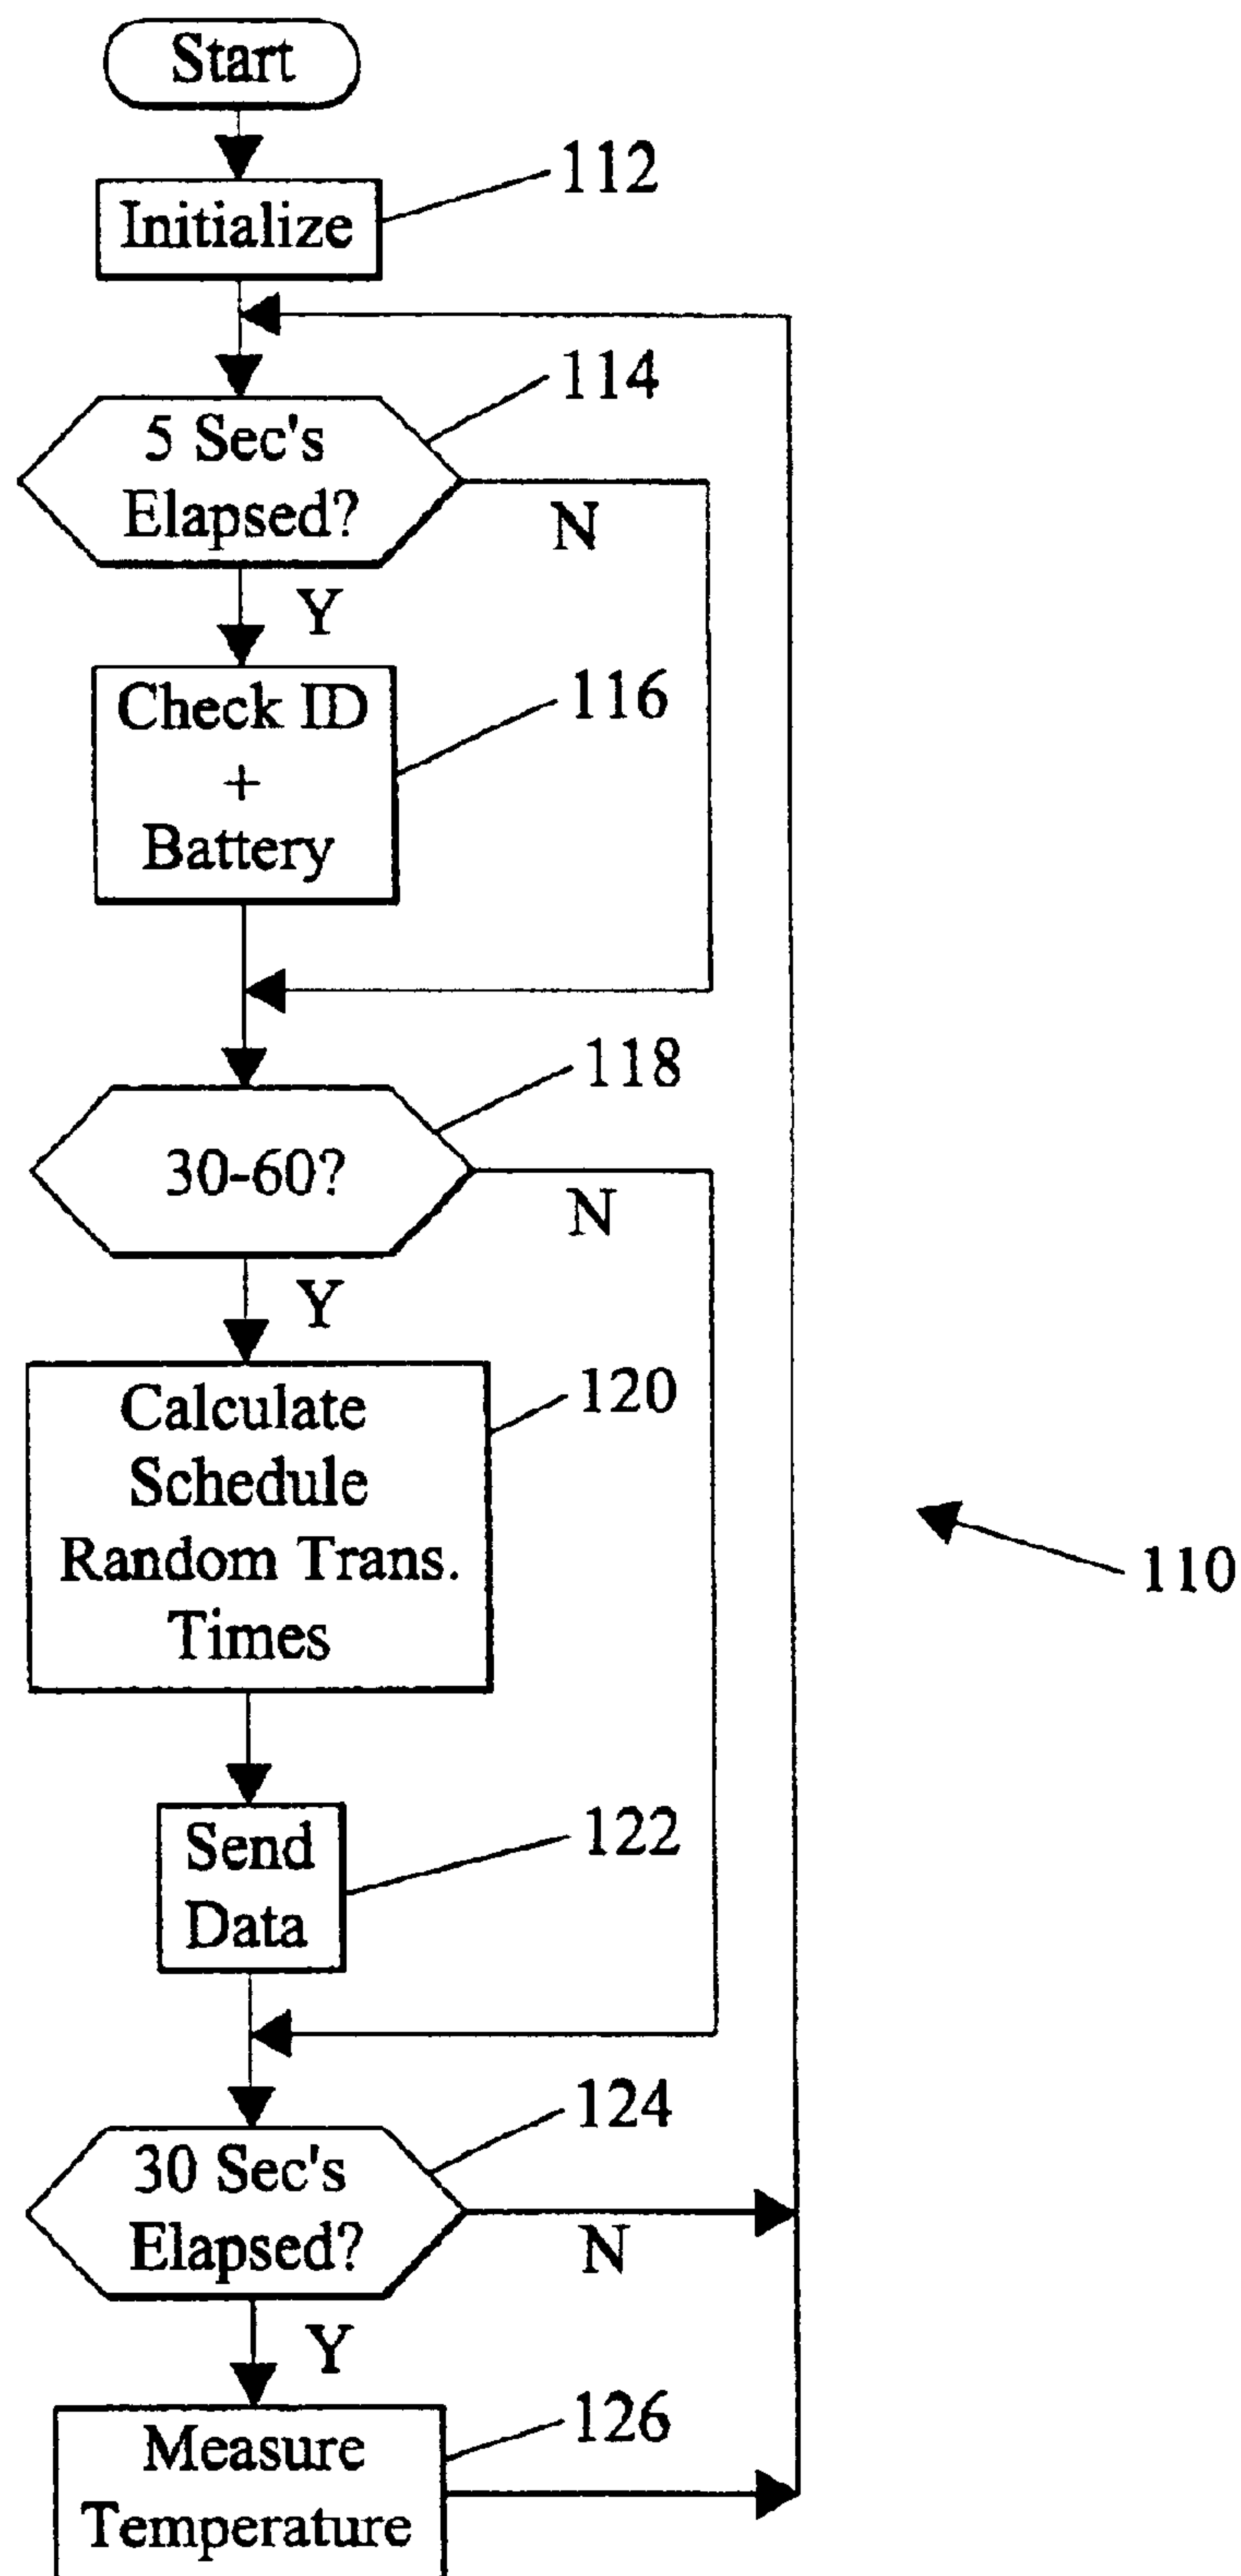 Start
112
Initialize
114
5 Sec's
Elapsed?
N
Y
Check ID
+
Battery
116
118
30-60?
N
Y
120
Calculate
Schedule
Random Trans.
Times
110
122
Send
Data
124
30 Sec's
Elapsed?
N
Y
126
Measure
Temperature